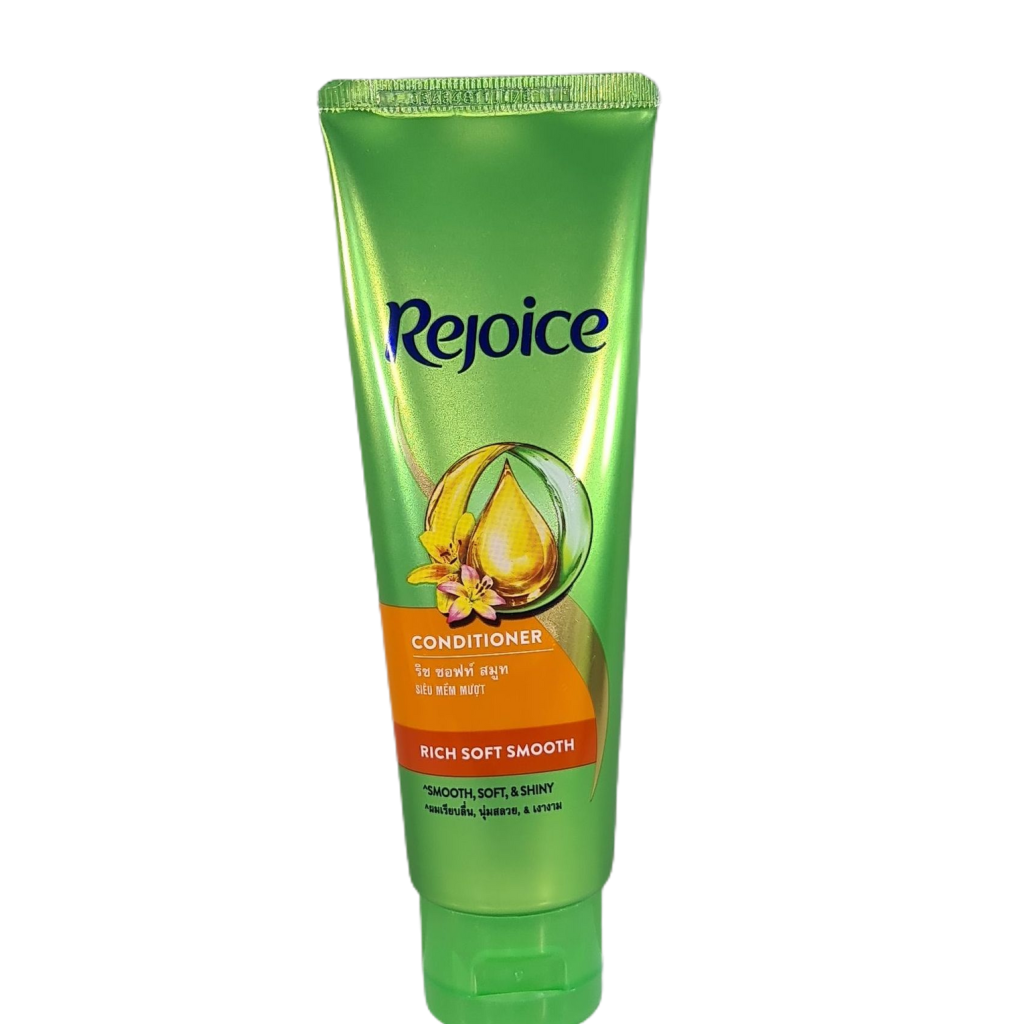 Rejoice
CONDITIONER
ริช ซอฟท์ สมูท
SIÊU MỀM MƯỢT
RICH SOFT SMOOTH
^SMOOTH, SOFT, & SHINY
^ผมเรียบลื่น, นุ่มสลวย, & เงางาม